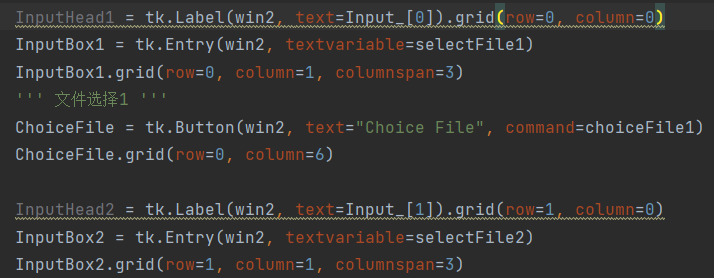 InputHead1 = tk.Label(win2, text=Input_[0]).grid(row=0, column=0)
InputBox1 = tk.Entry(win2, textvariable=selectFile1)
InputBox1.grid(row=0, column=1, columnspan=3)
''' 文件选择1 '''
ChoiceFile = tk.Button(win2, text="Choice File", command=choiceFile1)
ChoiceFile.grid(row=0, column=6)
InputHead2 = tk.Label(win2, text=Input_[1]).grid(row=1, column=0)
InputBox2 = tk.Entry(win2, textvariable=selectFile2)
InputBox2.grid(row=1, column=1, columnspan=3)